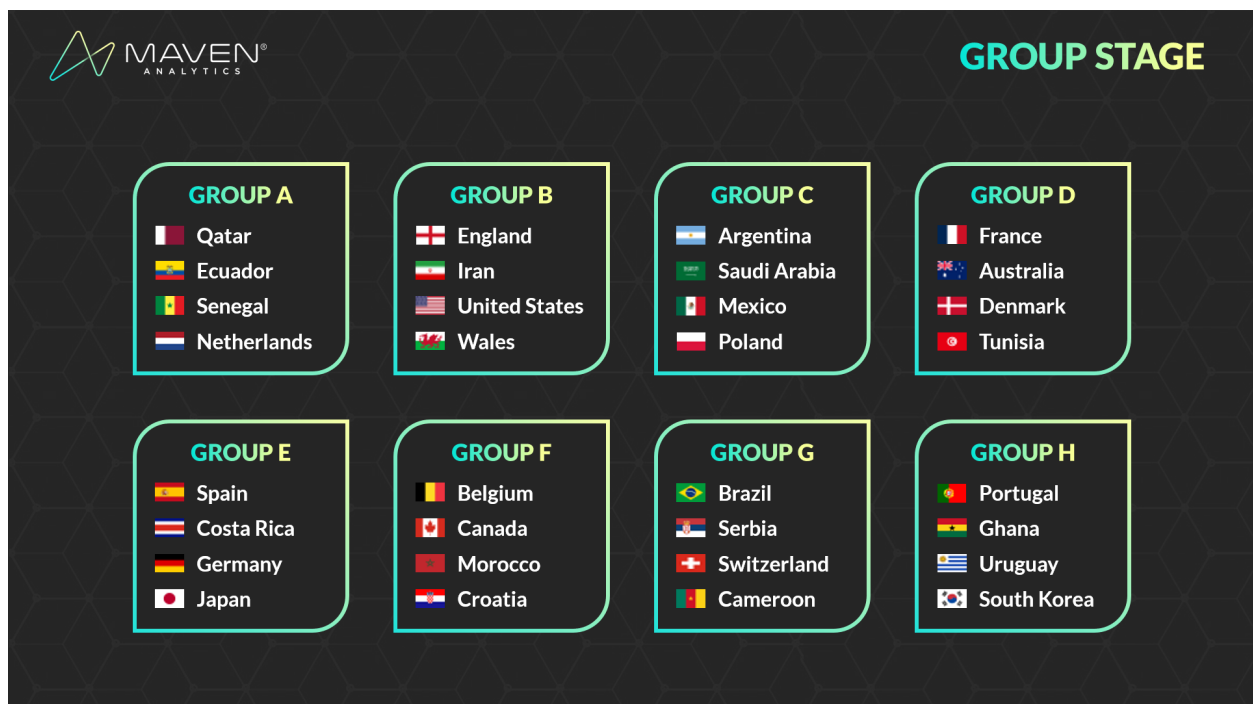 MAVEN®
ANALYTICS
GROUP STAGE
GROUP A
Qatar
Ecuador
Senegal
Netherlands
GROUP B
England
Iran
United States
Wales
GROUP C
Argentina
Saudi Arabia
Mexico
Poland
GROUP D
France
Australia
Denmark
Tunisia
GROUP E
Spain
Costa Rica
Germany
Japan
GROUP F
Belgium
Canada
Morocco
Croatia
GROUP G
Brazil
Serbia
Switzerland
Cameroon
GROUP H
Portugal
Ghana
Uruguay
South Korea